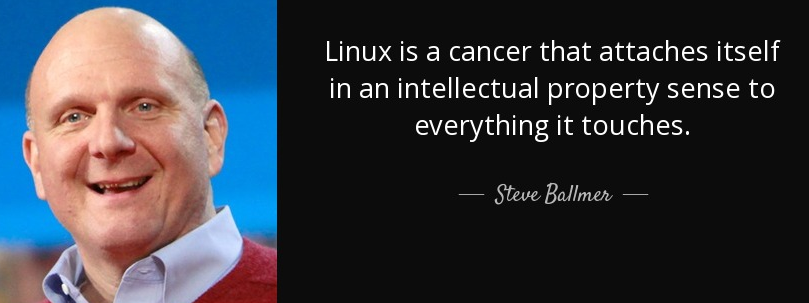 Linux is a cancer that attaches itself
in an intellectual property sense to
everything it touches.
Steve Ballmer